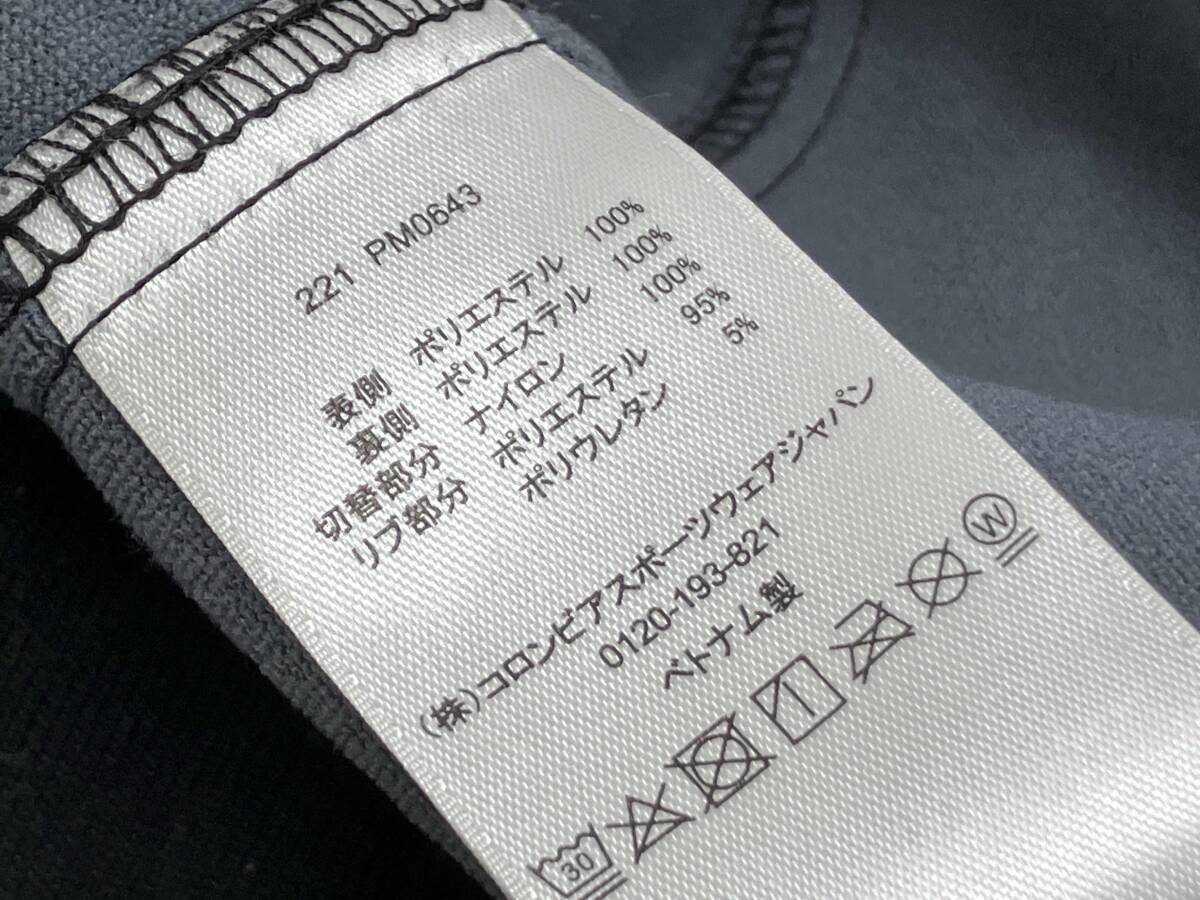 221 PM0643
表側 ポリエステル 100%
裏側 ポリエステル 100%
切替部分 ナイロン 100%
リブ部分 ポリエステル 95%
ポリウレタン 5%
(株)コロンビアスポーツウェアジャパン
0120-193-821
ベトナム製
30
W